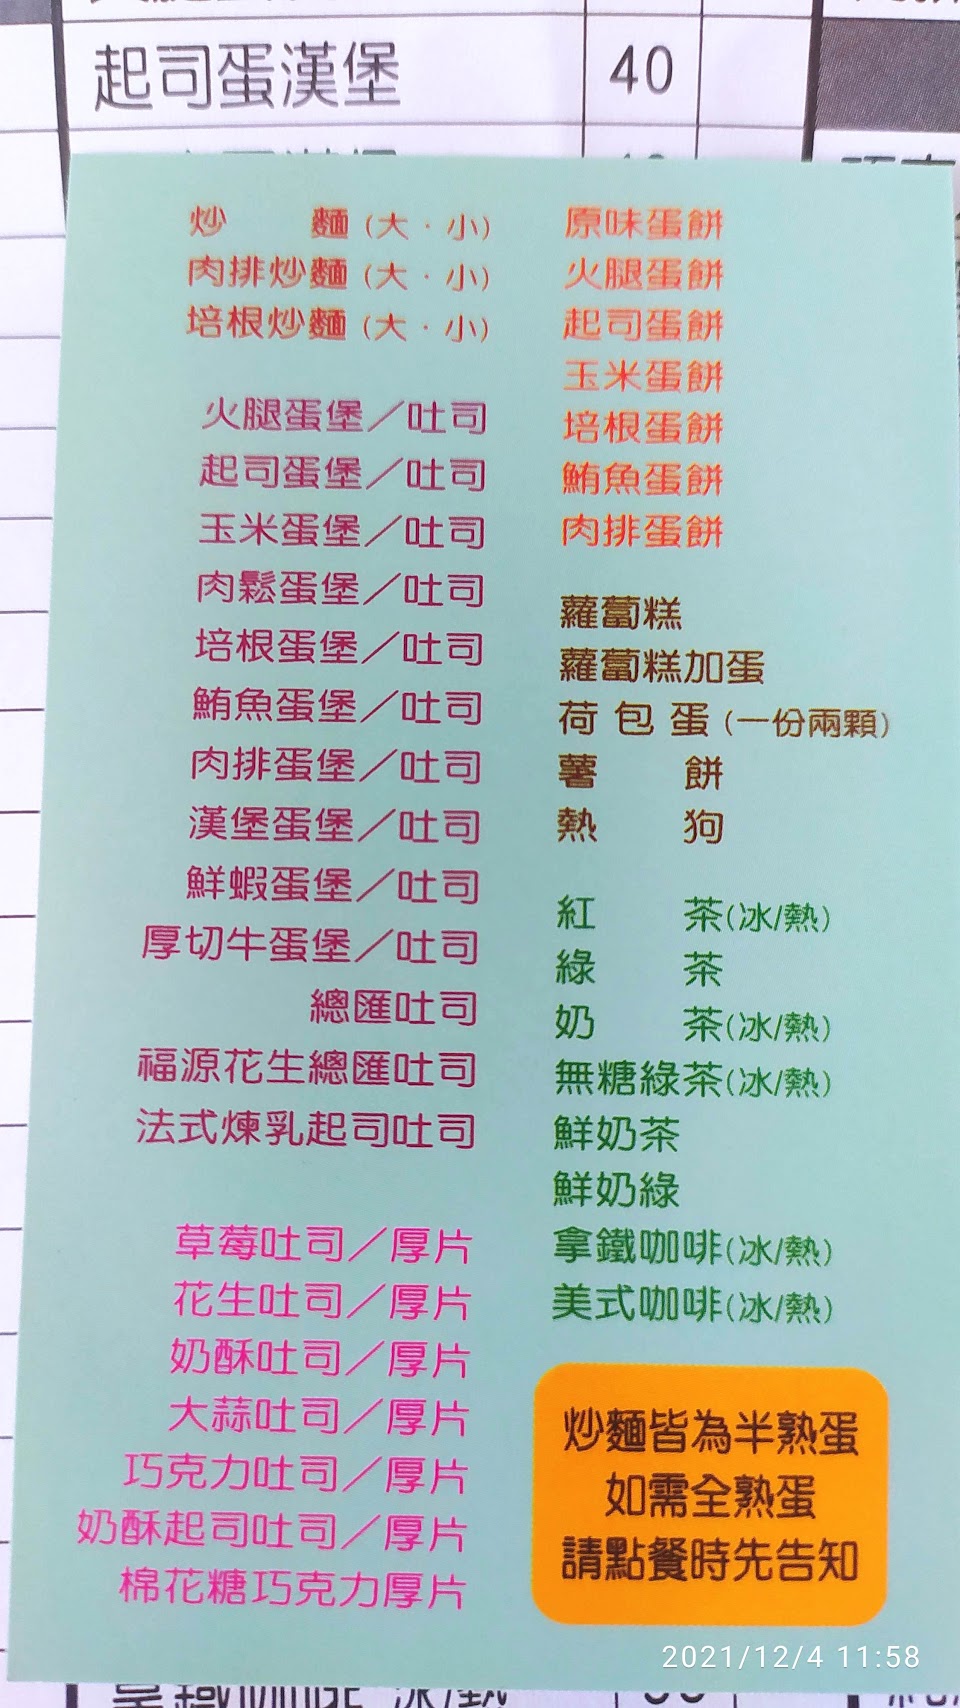 起司蛋漢堡 40
炒　麵(大·小)
肉排炒麵(大·小)
培根炒麵(大·小)
火腿蛋堡／吐司
起司蛋堡／吐司
玉米蛋堡／吐司
肉鬆蛋堡／吐司
培根蛋堡／吐司
鮪魚蛋堡／吐司
肉排蛋堡／吐司
漢堡蛋堡／吐司
鮮蝦蛋堡／吐司
厚切牛蛋堡／吐司
總匯吐司
福源花生總匯吐司
法式煉乳起司吐司
草莓吐司／厚片
花生吐司／厚片
奶酥吐司／厚片
大蒜吐司／厚片
巧克力吐司／厚片
奶酥起司吐司／厚片
棉花糖巧克力厚片
原味蛋餅
火腿蛋餅
起司蛋餅
玉米蛋餅
培根蛋餅
鮪魚蛋餅
肉排蛋餅
蘿蔔糕
蘿蔔糕加蛋
荷包蛋(一份兩顆)
薯　餅
熱　狗
紅　茶(冰/熱)
綠　茶
奶　茶(冰/熱)
無糖綠茶(冰/熱)
鮮奶茶
鮮奶綠
拿鐵咖啡(冰/熱)
美式咖啡(冰/熱)
炒麵皆為半熟蛋
如需全熟蛋
請點餐時先告知
2021/12/4 11:58